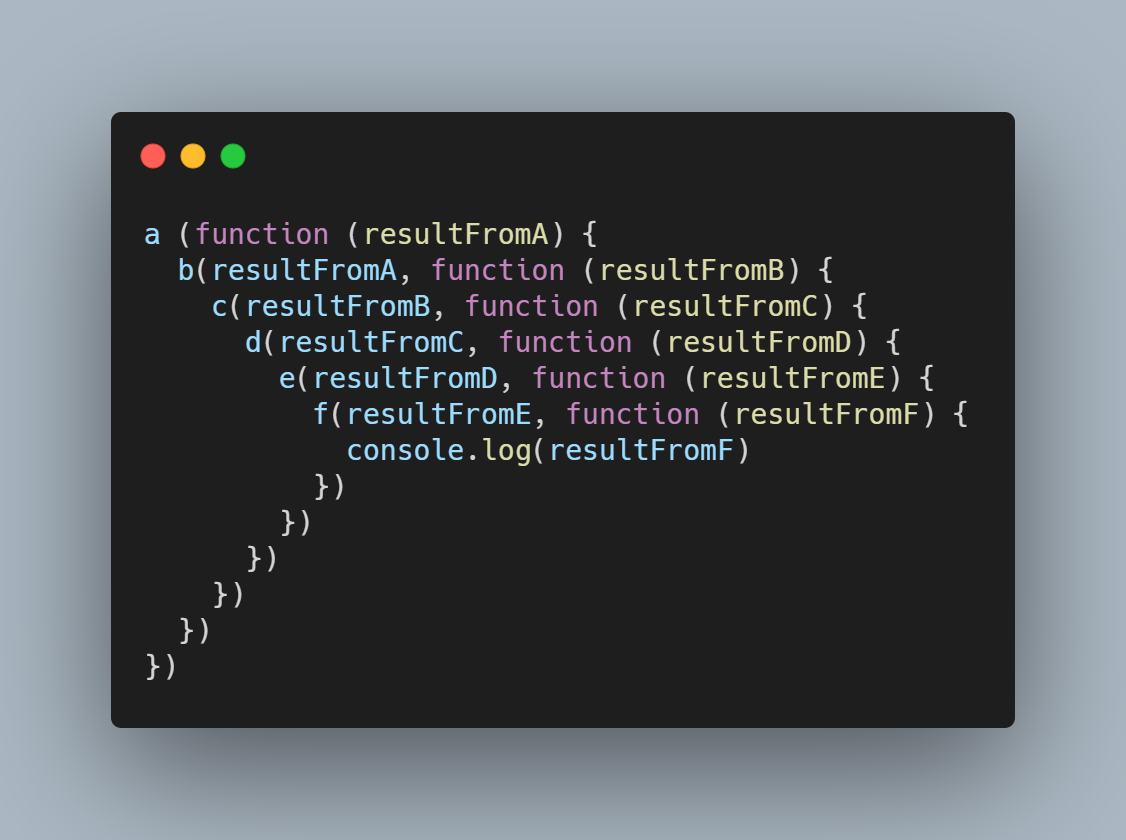 a (function (resultFromA) {
  b(resultFromA, function (resultFromB) {
    c(resultFromB, function (resultFromC) {
      d(resultFromC, function (resultFromD) {
        e(resultFromD, function (resultFromE) {
          f(resultFromE, function (resultFromF) {
            console.log(resultFromF)
          })
        })
      })
    })
  })
})